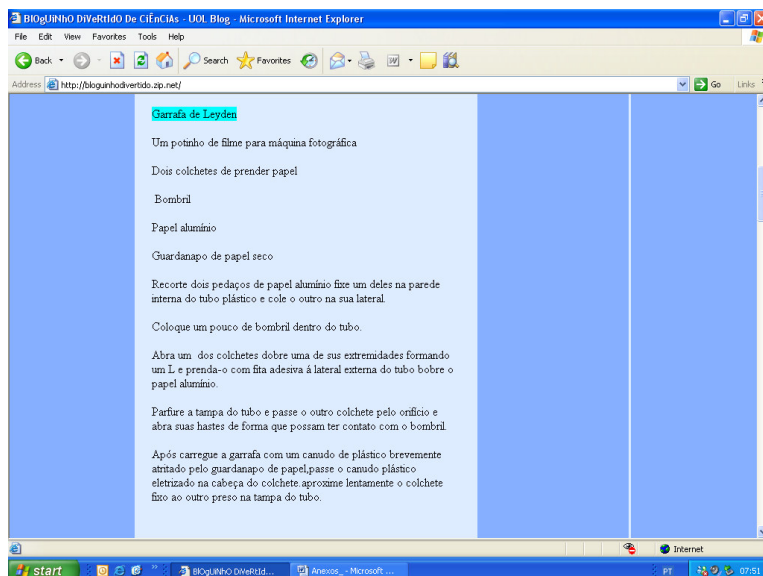 BlOgUiNhO DiVeRtIdO De CiÊnCiAs - UOL Blog - Microsoft Internet Explorer
File Edit View Favorites Tools Help
Back Search Favorites
Address http://bloguinhodivertido.zip.net/ Go Links
Garrafa de Leyden
Um potinho de filme para máquina fotográfica
Dois colchetes de prender papel
Bombril
Papel alumínio
Guardanapo de papel seco
Recorte dois pedaços de papel alumínio fixe um deles na parede
interna do tubo plástico e cole o outro na sua lateral.
Coloque um pouco de bombril dentro do tubo.
Abra um dos colchetes dobre uma de sus extremidades formando
um L e prenda-o com fita adesiva á lateral externa do tubo bobre o
papel alumínio.
Parfure a tampa do tubo e passe o outro colchete pelo orifício e
abra suas hastes de forma que possam ter contato com o bombril.
Após carregue a garrafa com um canudo de plástico brevemente
atritado pelo guardanapo de papel,passe o canudo plástico
eletrizado na cabeça do colchete.aproxime lentamente o colchete
fixo ao outro preso na tampa do tubo.
Internet
start BlOgUiNhO DiVeRtId... Anexos_ - Microsoft ... PT 07:51